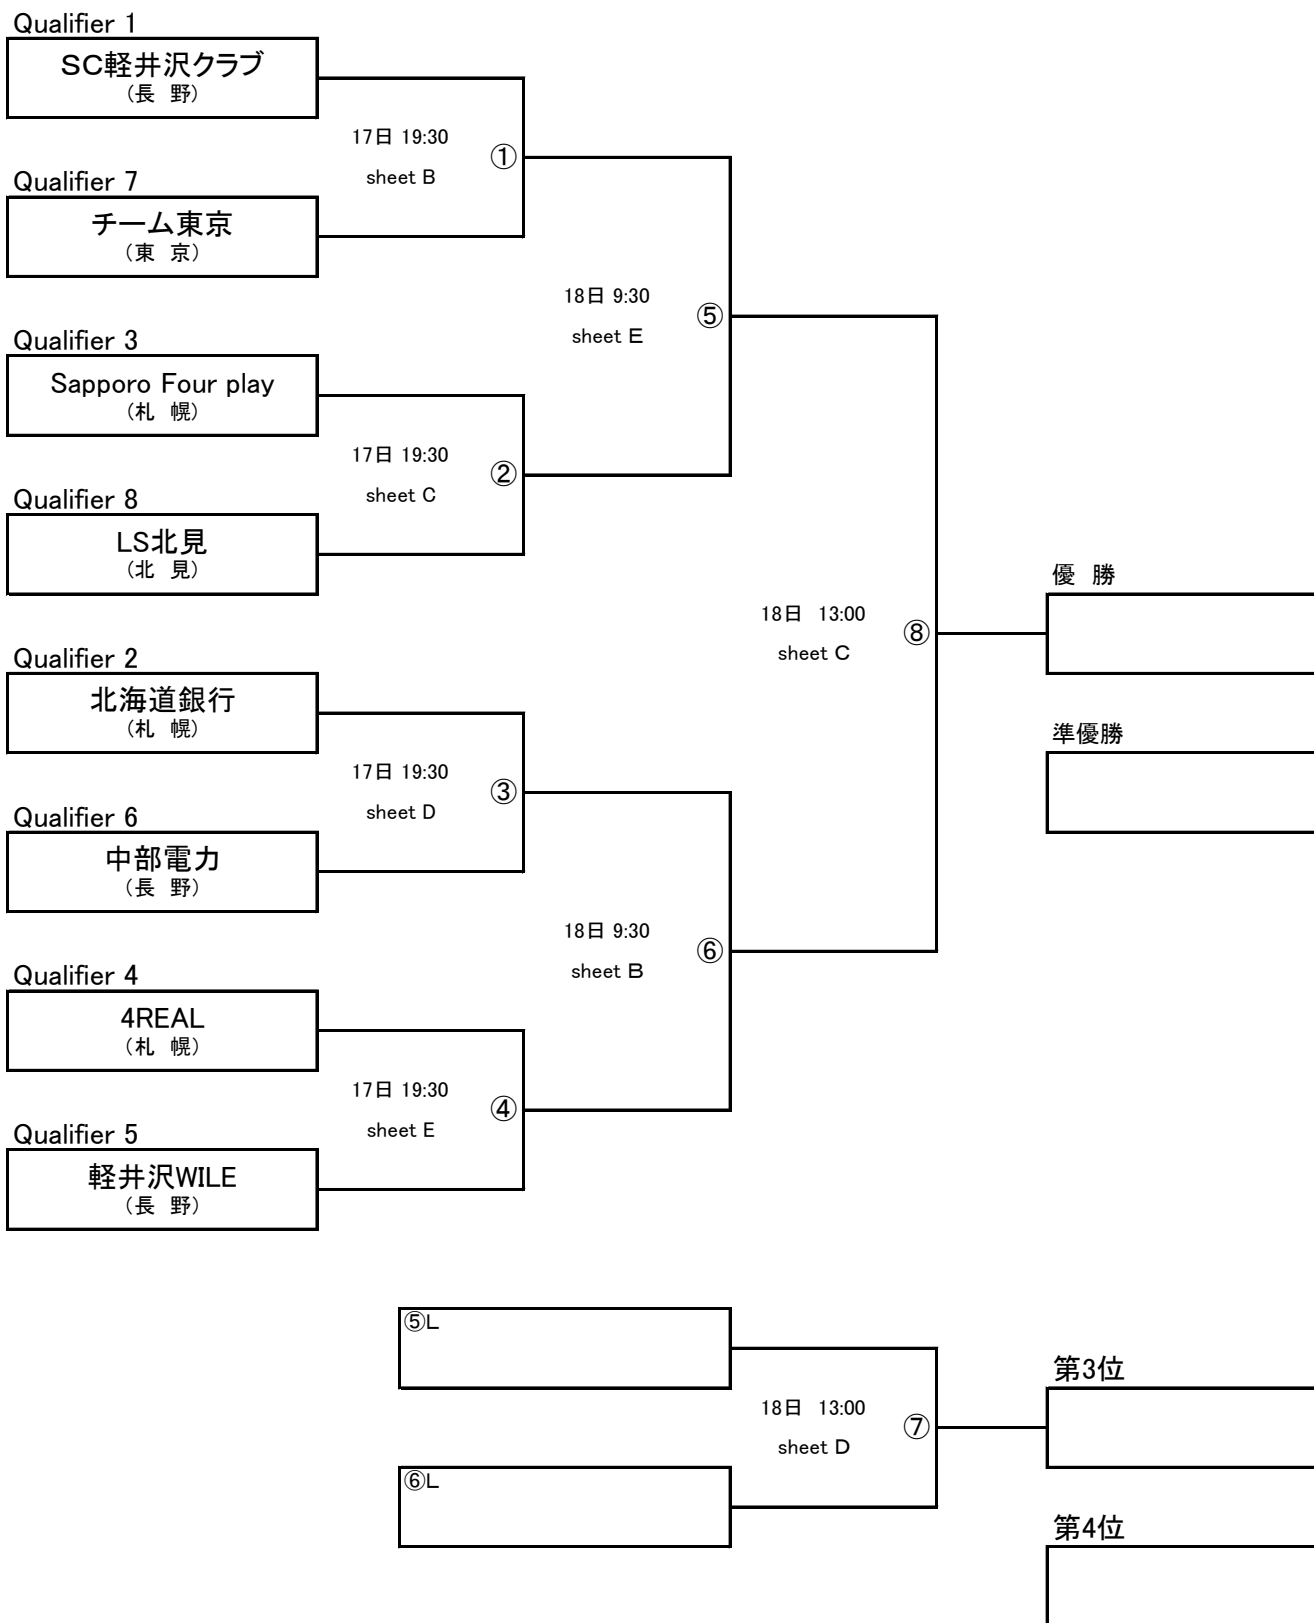 Qualifier 1
SC軽井沢クラブ
（長　野）
17日 19:30
①
sheet B
Qualifier 7
チーム東京
（東　京）
18日 9:30
⑤
sheet E
Qualifier 3
Sapporo Four play
（札　幌）
17日 19:30
②
sheet C
Qualifier 8
LS北見
（北　見）
優　勝
18日　13:00
⑧
sheet C
Qualifier 2
北海道銀行
（札　幌）
準優勝
17日 19:30
③
sheet D
Qualifier 6
中部電力
（長　野）
18日 9:30
⑥
sheet B
Qualifier 4
4REAL
（札　幌）
17日 19:30
④
sheet E
Qualifier 5
軽井沢WILE
（長　野）
⑤L
第3位
18日　13:00
⑦
sheet D
⑥L
第4位